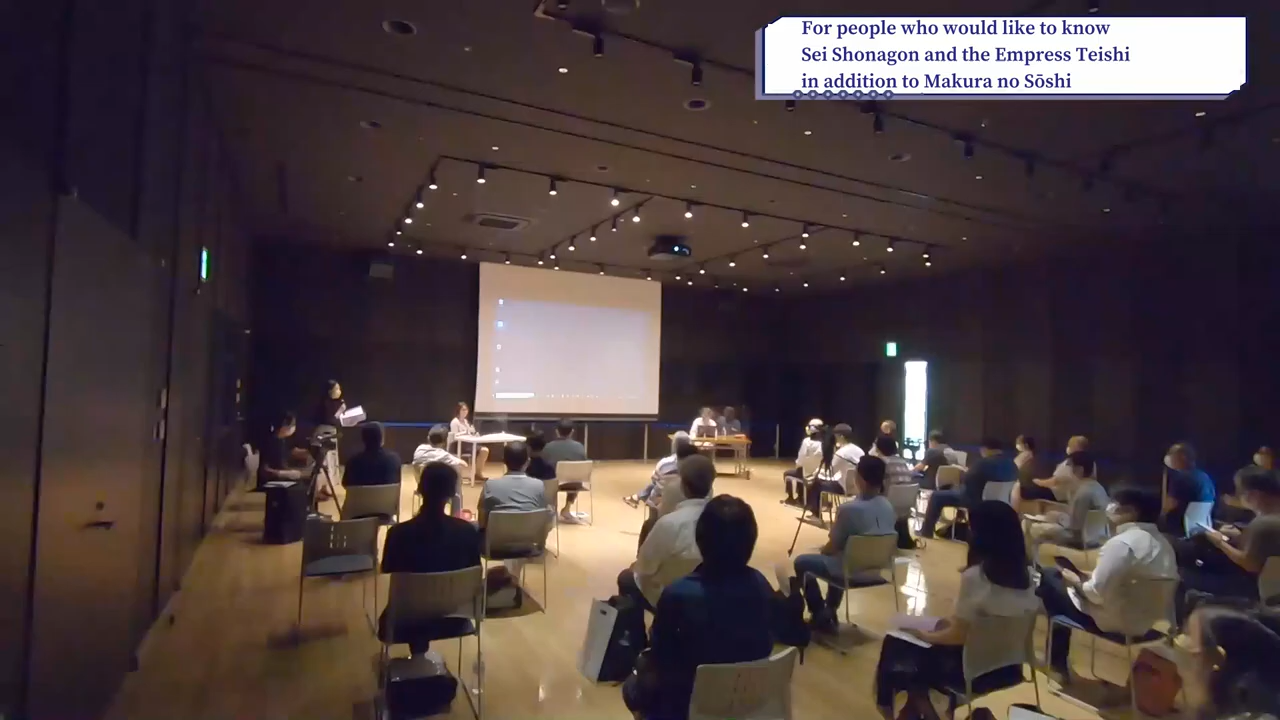 For people who would like to know
Sei Shonagon and the Empress Teishi
in addition to Makura no Sōshi